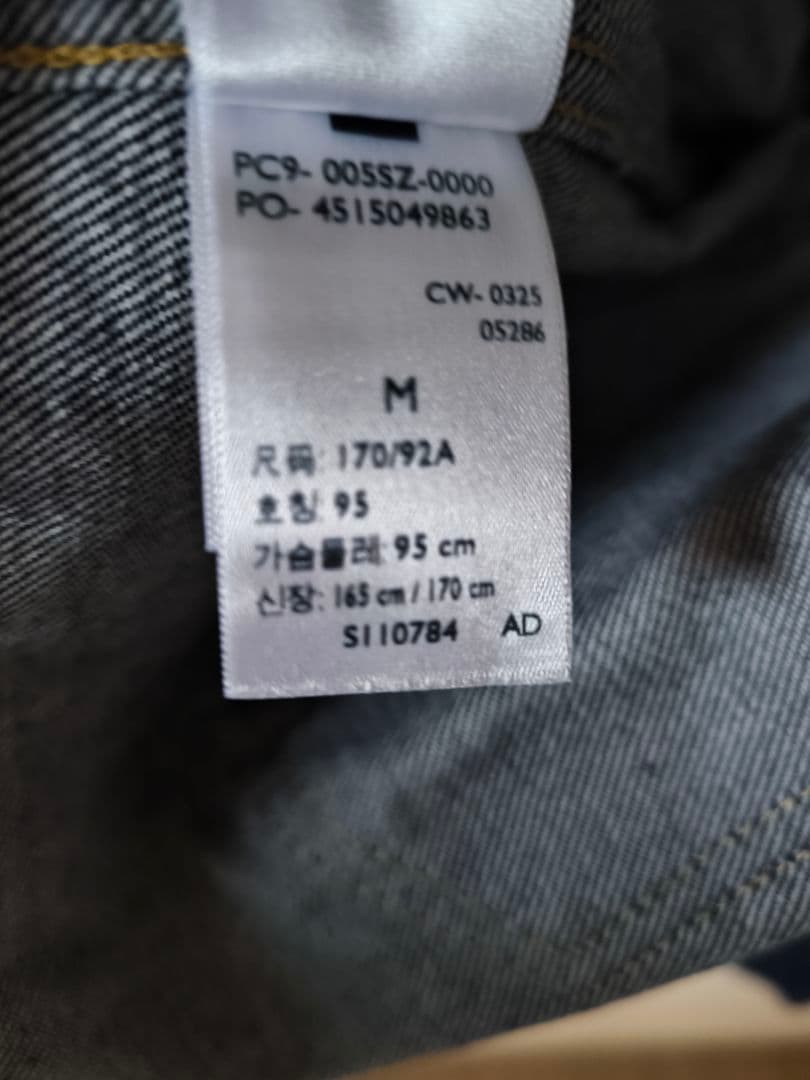 PC9- 005SZ-0000
PO- 4515049863
CW- 0325
05286
M
尺码: 170/92A
호칭 95
가슴둘레: 95 cm
신장: 165 cm / 170 cm
S110784 AD